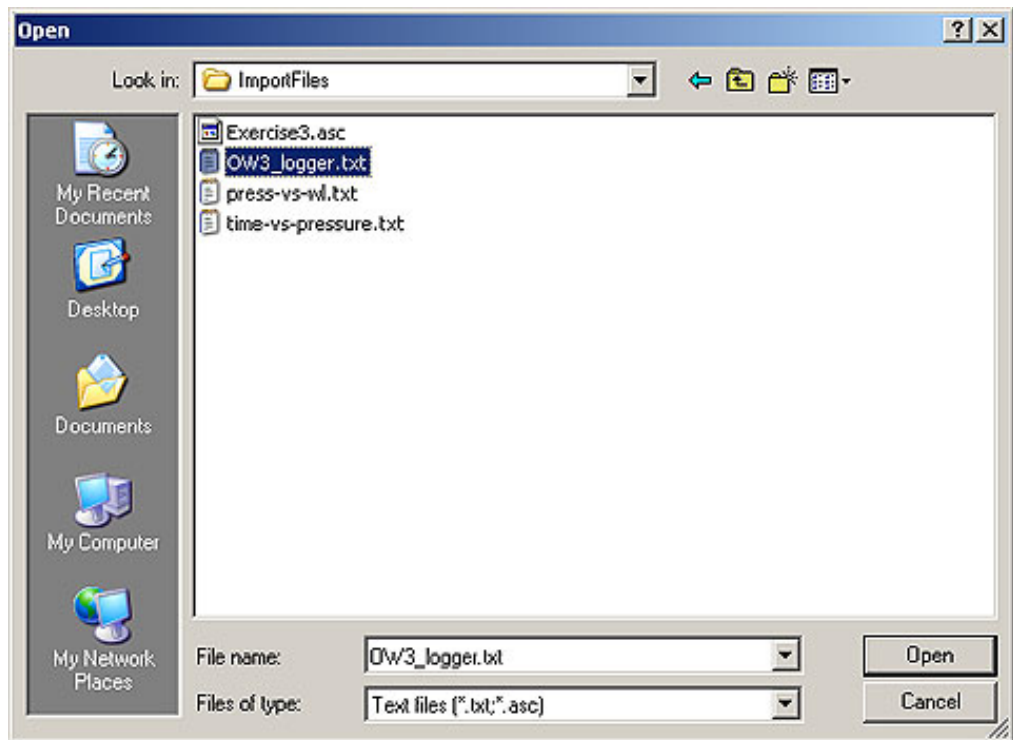 Open
Look in: ImportFiles
Exercise3.asc
OW3_logger.txt
press-vs-wl.txt
time-vs-pressure.txt
My Recent
Documents
Desktop
Documents
My Computer
My Network
Places
File name: OW3_logger.txt Open
Files of type: Text files (*.txt;*.asc) Cancel